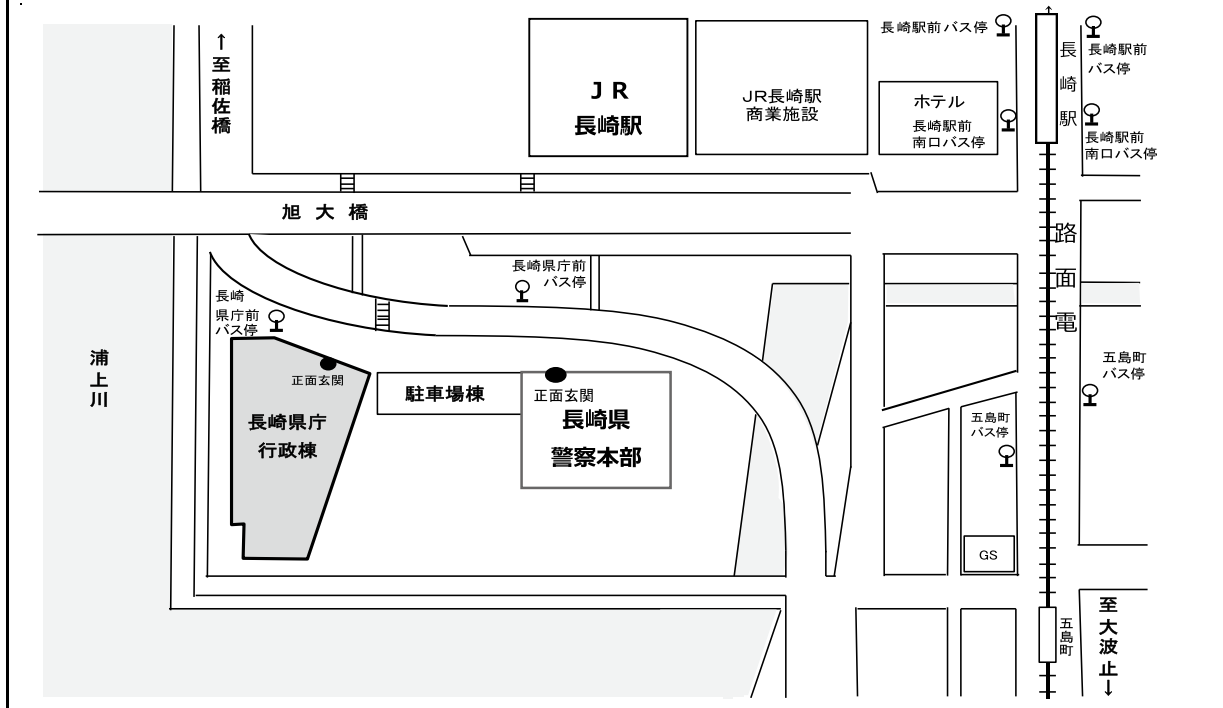 ↑至稲佐橋
JR
長崎駅
JR長崎駅
商業施設
長崎駅前バス停
ホテル
長崎駅前
南口バス停
長崎駅
長崎駅前
バス停
長崎駅前
南口バス停
旭大橋
路面電
長崎県庁前
バス停
長崎
県庁前
バス停
浦上川
正面玄関
長崎県庁
行政棟
駐車場棟
正面玄関
長崎県
警察本部
五島町
バス停
五島町
バス停
GS
五島町
至大波止↓